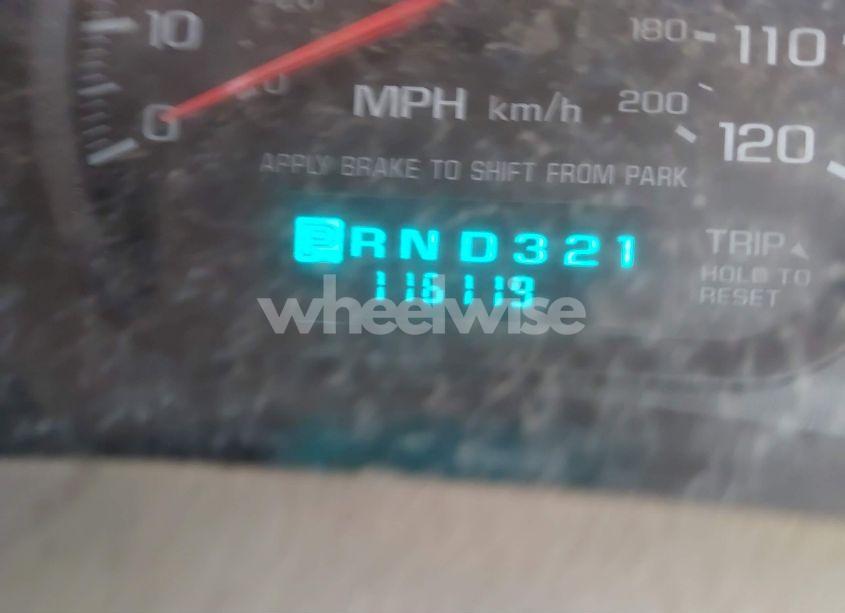 10
20
180 110
0
MPH km/h 200
120
APPLY BRAKE TO SHIFT FROM PARK
P R N D 3 2 1
TRIP
HOLD TO
RESET
116119
wheelwise